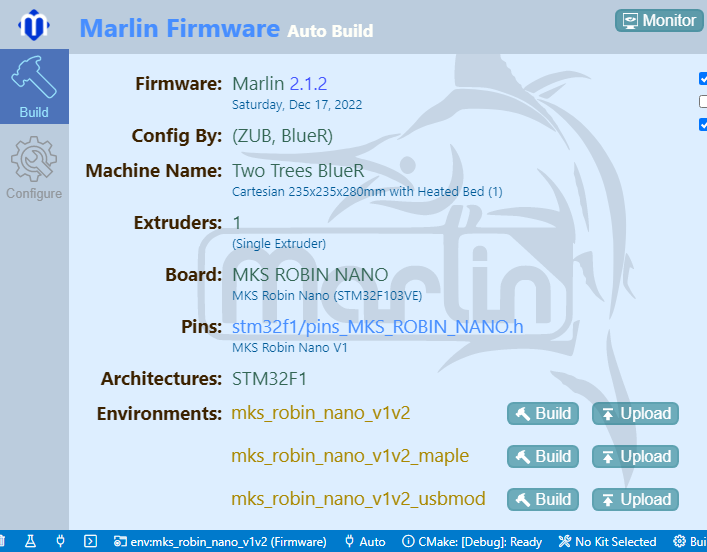 Marlin Firmware Auto Build
Monitor
Build
Configure
Firmware: Marlin 2.1.2
Saturday, Dec 17, 2022
Config By: (ZUB, BlueR)
Machine Name: Two Trees BlueR
Cartesian 235x235x280mm with Heated Bed (1)
Extruders: 1
(Single Extruder)
marlin
Board: MKS ROBIN NANO
MKS Robin Nano (STM32F103VE)
Pins: stm32f1/pins_MKS_ROBIN_NANO.h
MKS Robin Nano V1
Architectures: STM32F1
Environments: mks_robin_nano_v1v2 Build Upload
mks_robin_nano_v1v2_maple Build Upload
mks_robin_nano_v1v2_usbmod Build Upload
env:mks_robin_nano_v1v2 (Firmware) Auto CMake: [Debug]: Ready No Kit Selected Bui